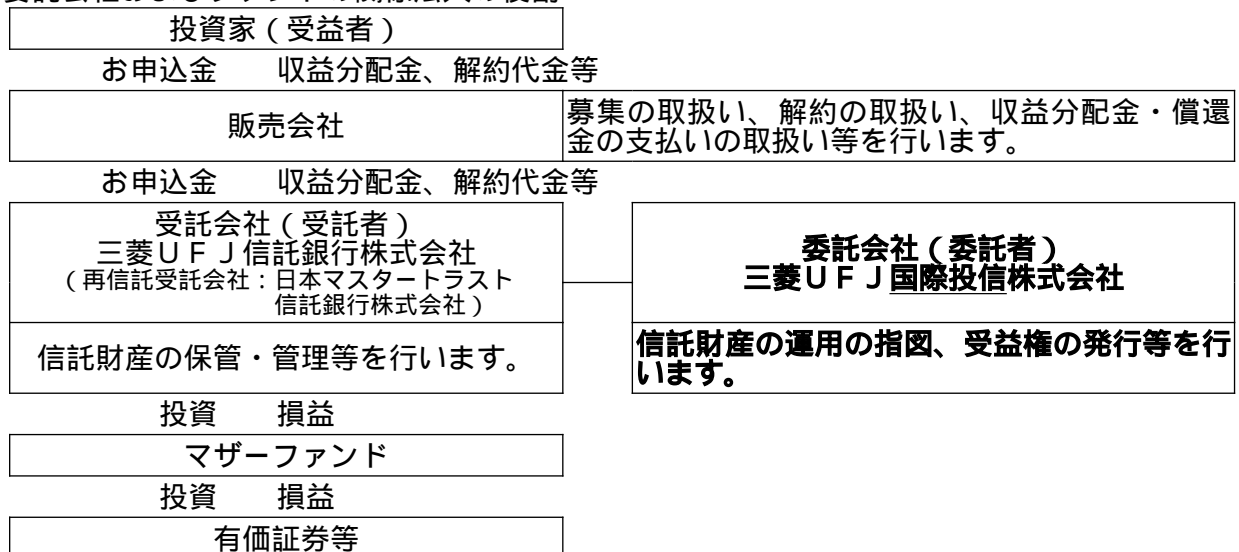 投資家(受益者)
お申込金 収益分配金、解約代金等
販売会社
募集の取扱い、解約の取扱い、収益分配金・償還
金の支払いの取扱い等を行います。
お申込金 収益分配金、解約代金等
受託会社(受託者)
三菱UFJ信託銀行株式会社
(再信託受託会社:日本マスタートラスト
信託銀行株式会社)
委託会社(委託者)
三菱UFJ国際投信株式会社
信託財産の保管・管理等を行います。
信託財産の運用の指図、受益権の発行等を行
います。
投資 損益
マザーファンド
投資 損益
有価証券等